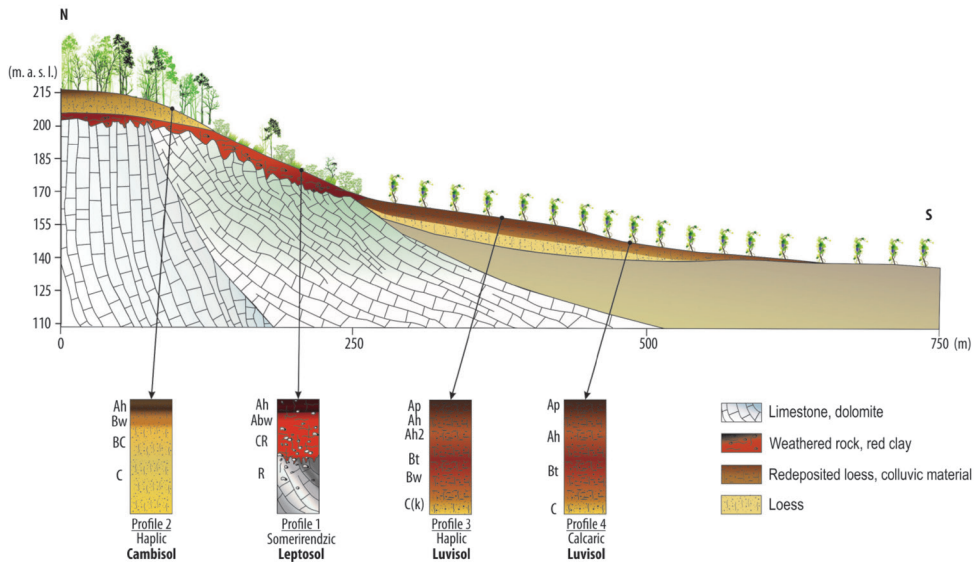 N
(m. a. s. l.)
215
200
185
170
155
140
125
110
S
0
250
500
750 (m)
Ah
Bw
BC
C
Profile 2
Haplic
Cambisol
Ah
Abw
CR
R
Profile 1
Somerirendzic
Leptosol
Ap
Ah
Ah2
Bt
Bw
C(k)
Profile 3
Haplic
Luvisol
Ap
Ah
Bt
C
Profile 4
Calcaric
Luvisol
Limestone, dolomite
Weathered rock, red clay
Redeposited loess, colluvic material
Loess